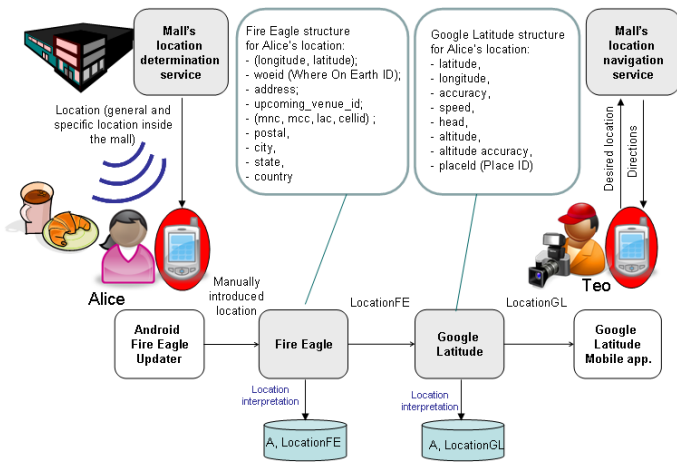 Mall's
location
determination
service
Fire Eagle structure
for Alice's location:
- (longitude, latitude);
- woeid (Where On Earth ID);
- address;
- upcoming_venue_id;
- (mnc, mcc, lac, cellid) ;
- postal,
- city,
- state,
- country
Google Latitude structure
for Alice's location:
- latitude,
- longitude,
- accuracy,
- speed,
- head,
- altitude,
- altitude accuracy,
- placeId (Place ID)
Mall's
location
navigation
service
Location (general and
specific location inside
the mall)
Desired location
Directions
Alice
Teo
Manually
introduced
location
LocationFE
LocationGL
Android
Fire Eagle
Updater
Fire Eagle
Google
Latitude
Google
Latitude
Mobile app.
Location
interpretation
Location
interpretation
A, LocationFE
A, LocationGL